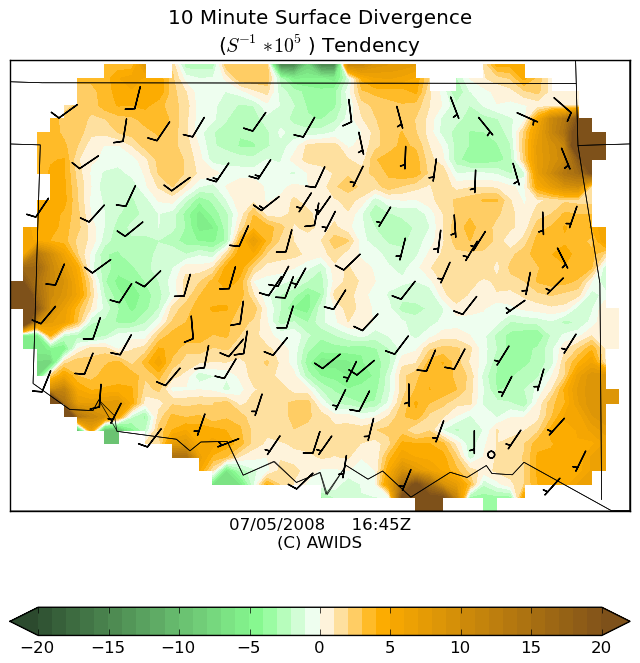 10 Minute Surface Divergence
(S⁻¹ * 10⁵ ) Tendency
07/05/2008 16:45Z
(C) AWIDS
−20 −15 −10 −5 0 5 10 15 20